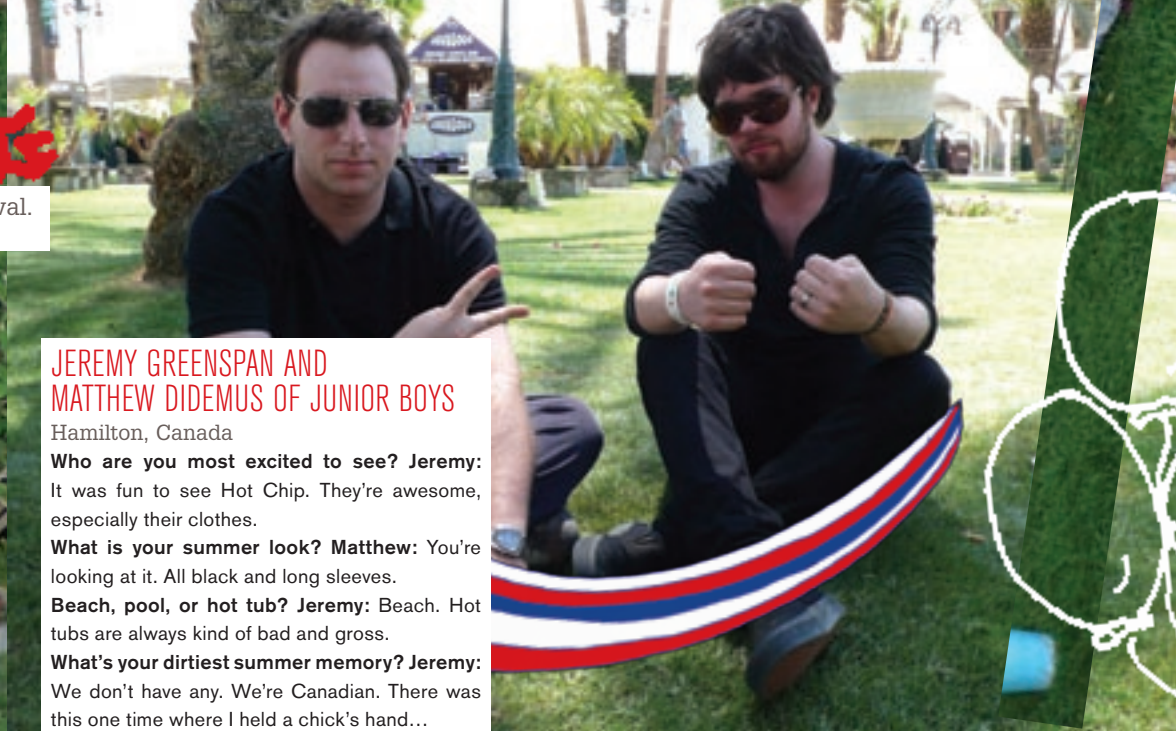 val.
JEREMY GREENSPAN AND
MATTHEW DIDEMUS OF JUNIOR BOYS
Hamilton, Canada
Who are you most excited to see? Jeremy:
It was fun to see Hot Chip. They're awesome,
especially their clothes.
What is your summer look? Matthew: You're
looking at it. All black and long sleeves.
Beach, pool, or hot tub? Jeremy: Beach. Hot
tubs are always kind of bad and gross.
What's your dirtiest summer memory? Jeremy:
We don't have any. We're Canadian. There was
this one time where I held a chick's hand…